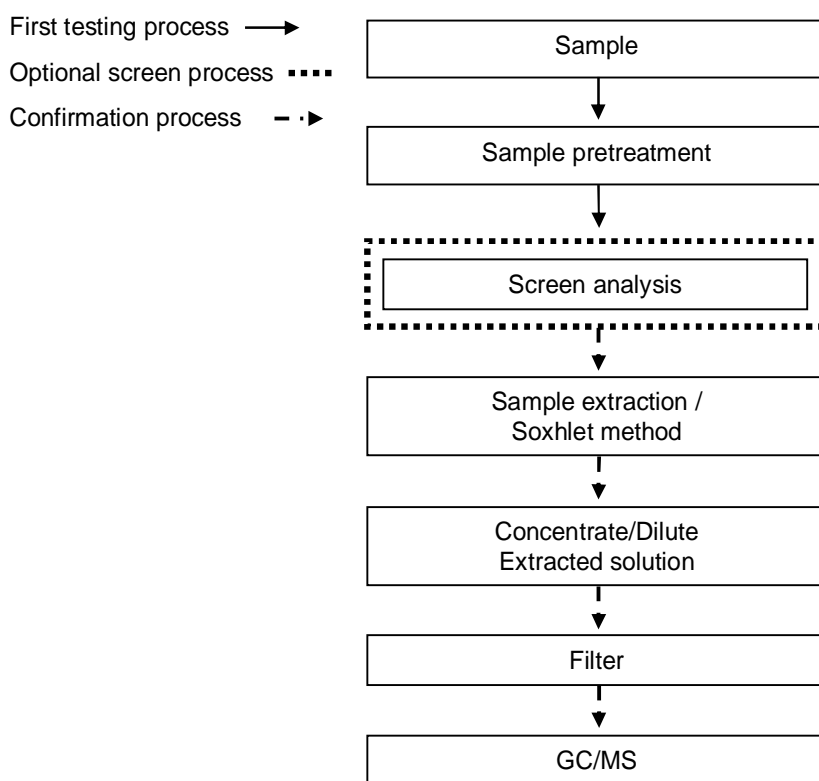 First testing process
Optional screen process
Confirmation process
Sample
Sample pretreatment
Screen analysis
Sample extraction /
Soxhlet method
Concentrate/Dilute
Extracted solution
Filter
GC/MS